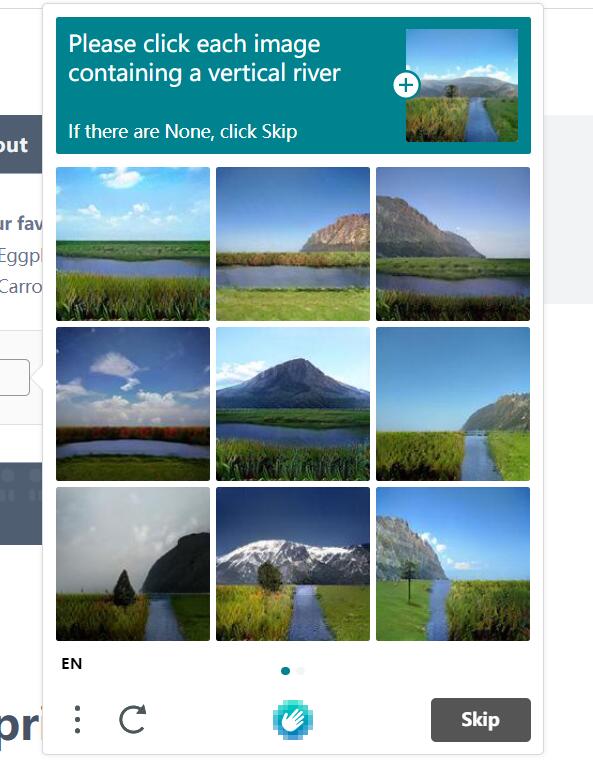 Please click each image
containing a vertical river
If there are None, click Skip
out
ur fav
Eggpl
Carro
EN
Skip
pri